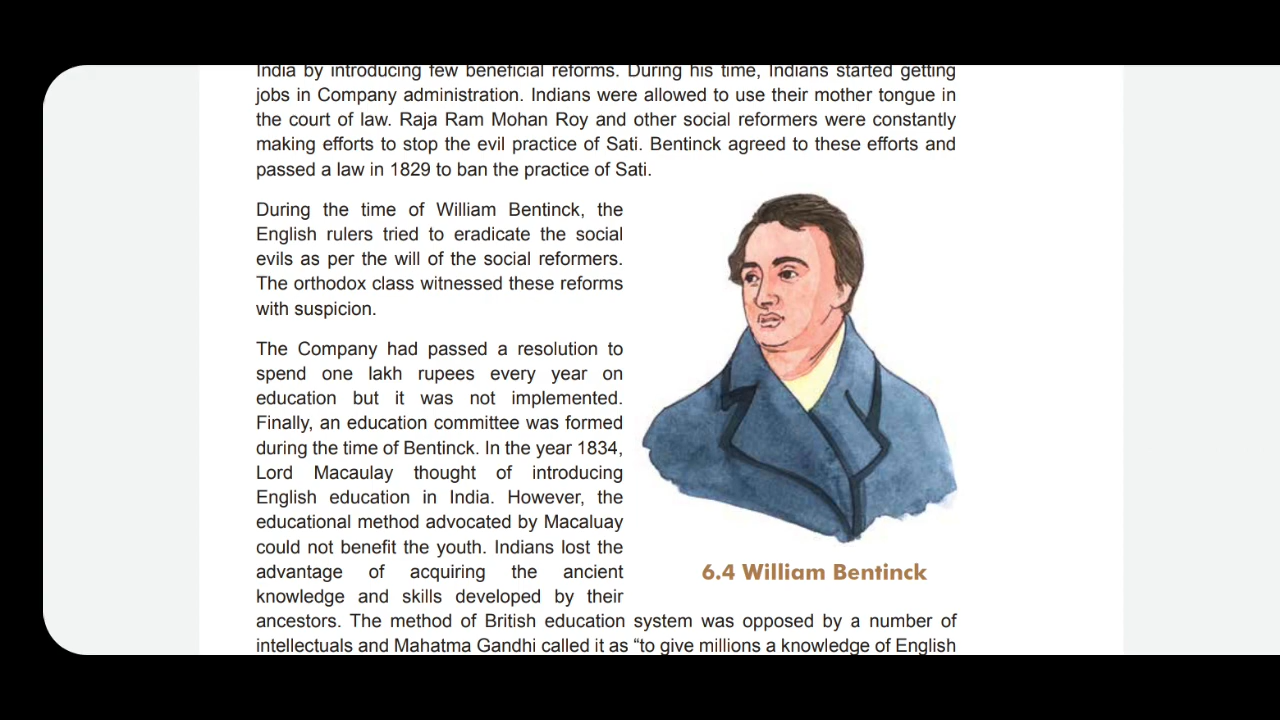 India by introducing few beneficial reforms. During his time, Indians started getting
jobs in Company administration. Indians were allowed to use their mother tongue in
the court of law. Raja Ram Mohan Roy and other social reformers were constantly
making efforts to stop the evil practice of Sati. Bentinck agreed to these efforts and
passed a law in 1829 to ban the practice of Sati.
During the time of William Bentinck, the
English rulers tried to eradicate the social
evils as per the will of the social reformers.
The orthodox class witnessed these reforms
with suspicion.
The Company had passed a resolution to
spend one lakh rupees every year on
education but it was not implemented.
Finally, an education committee was formed
during the time of Bentinck. In the year 1834,
Lord Macaulay thought of introducing
English education in India. However, the
educational method advocated by Macaluay
could not benefit the youth. Indians lost the
advantage of acquiring the ancient
knowledge and skills developed by their
ancestors. The method of British education system was opposed by a number of
intellectuals and Mahatma Gandhi called it as “to give millions a knowledge of English
6.4 William Bentinck